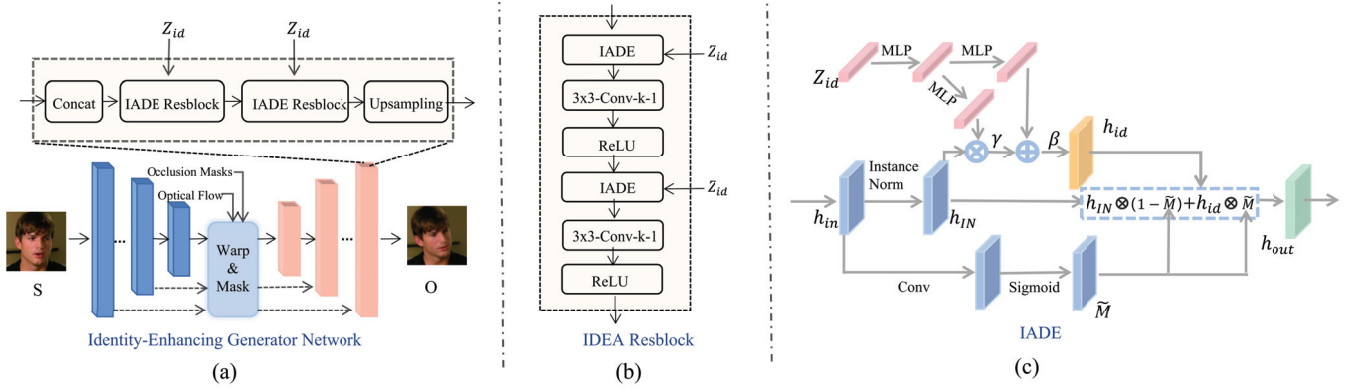 Z_id
Z_id
Concat
IADE Resblock
IADE Resblock
Upsampling
Occlusion Masks
Optical Flow
Warp
&
Mask
S
O
Identity-Enhancing Generator Network
(a)
IADE
Z_id
3x3-Conv-k-1
ReLU
IADE
Z_id
3x3-Conv-k-1
ReLU
IDEA Resblock
(b)
Z_id
MLP
MLP
MLP
γ
β
h_id
Instance
Norm
h_in
h_IN
h_IN⊗(1 − M̃)+h_id⊗ M̃
h_out
Conv
Sigmoid
M̃
IADE
(c)